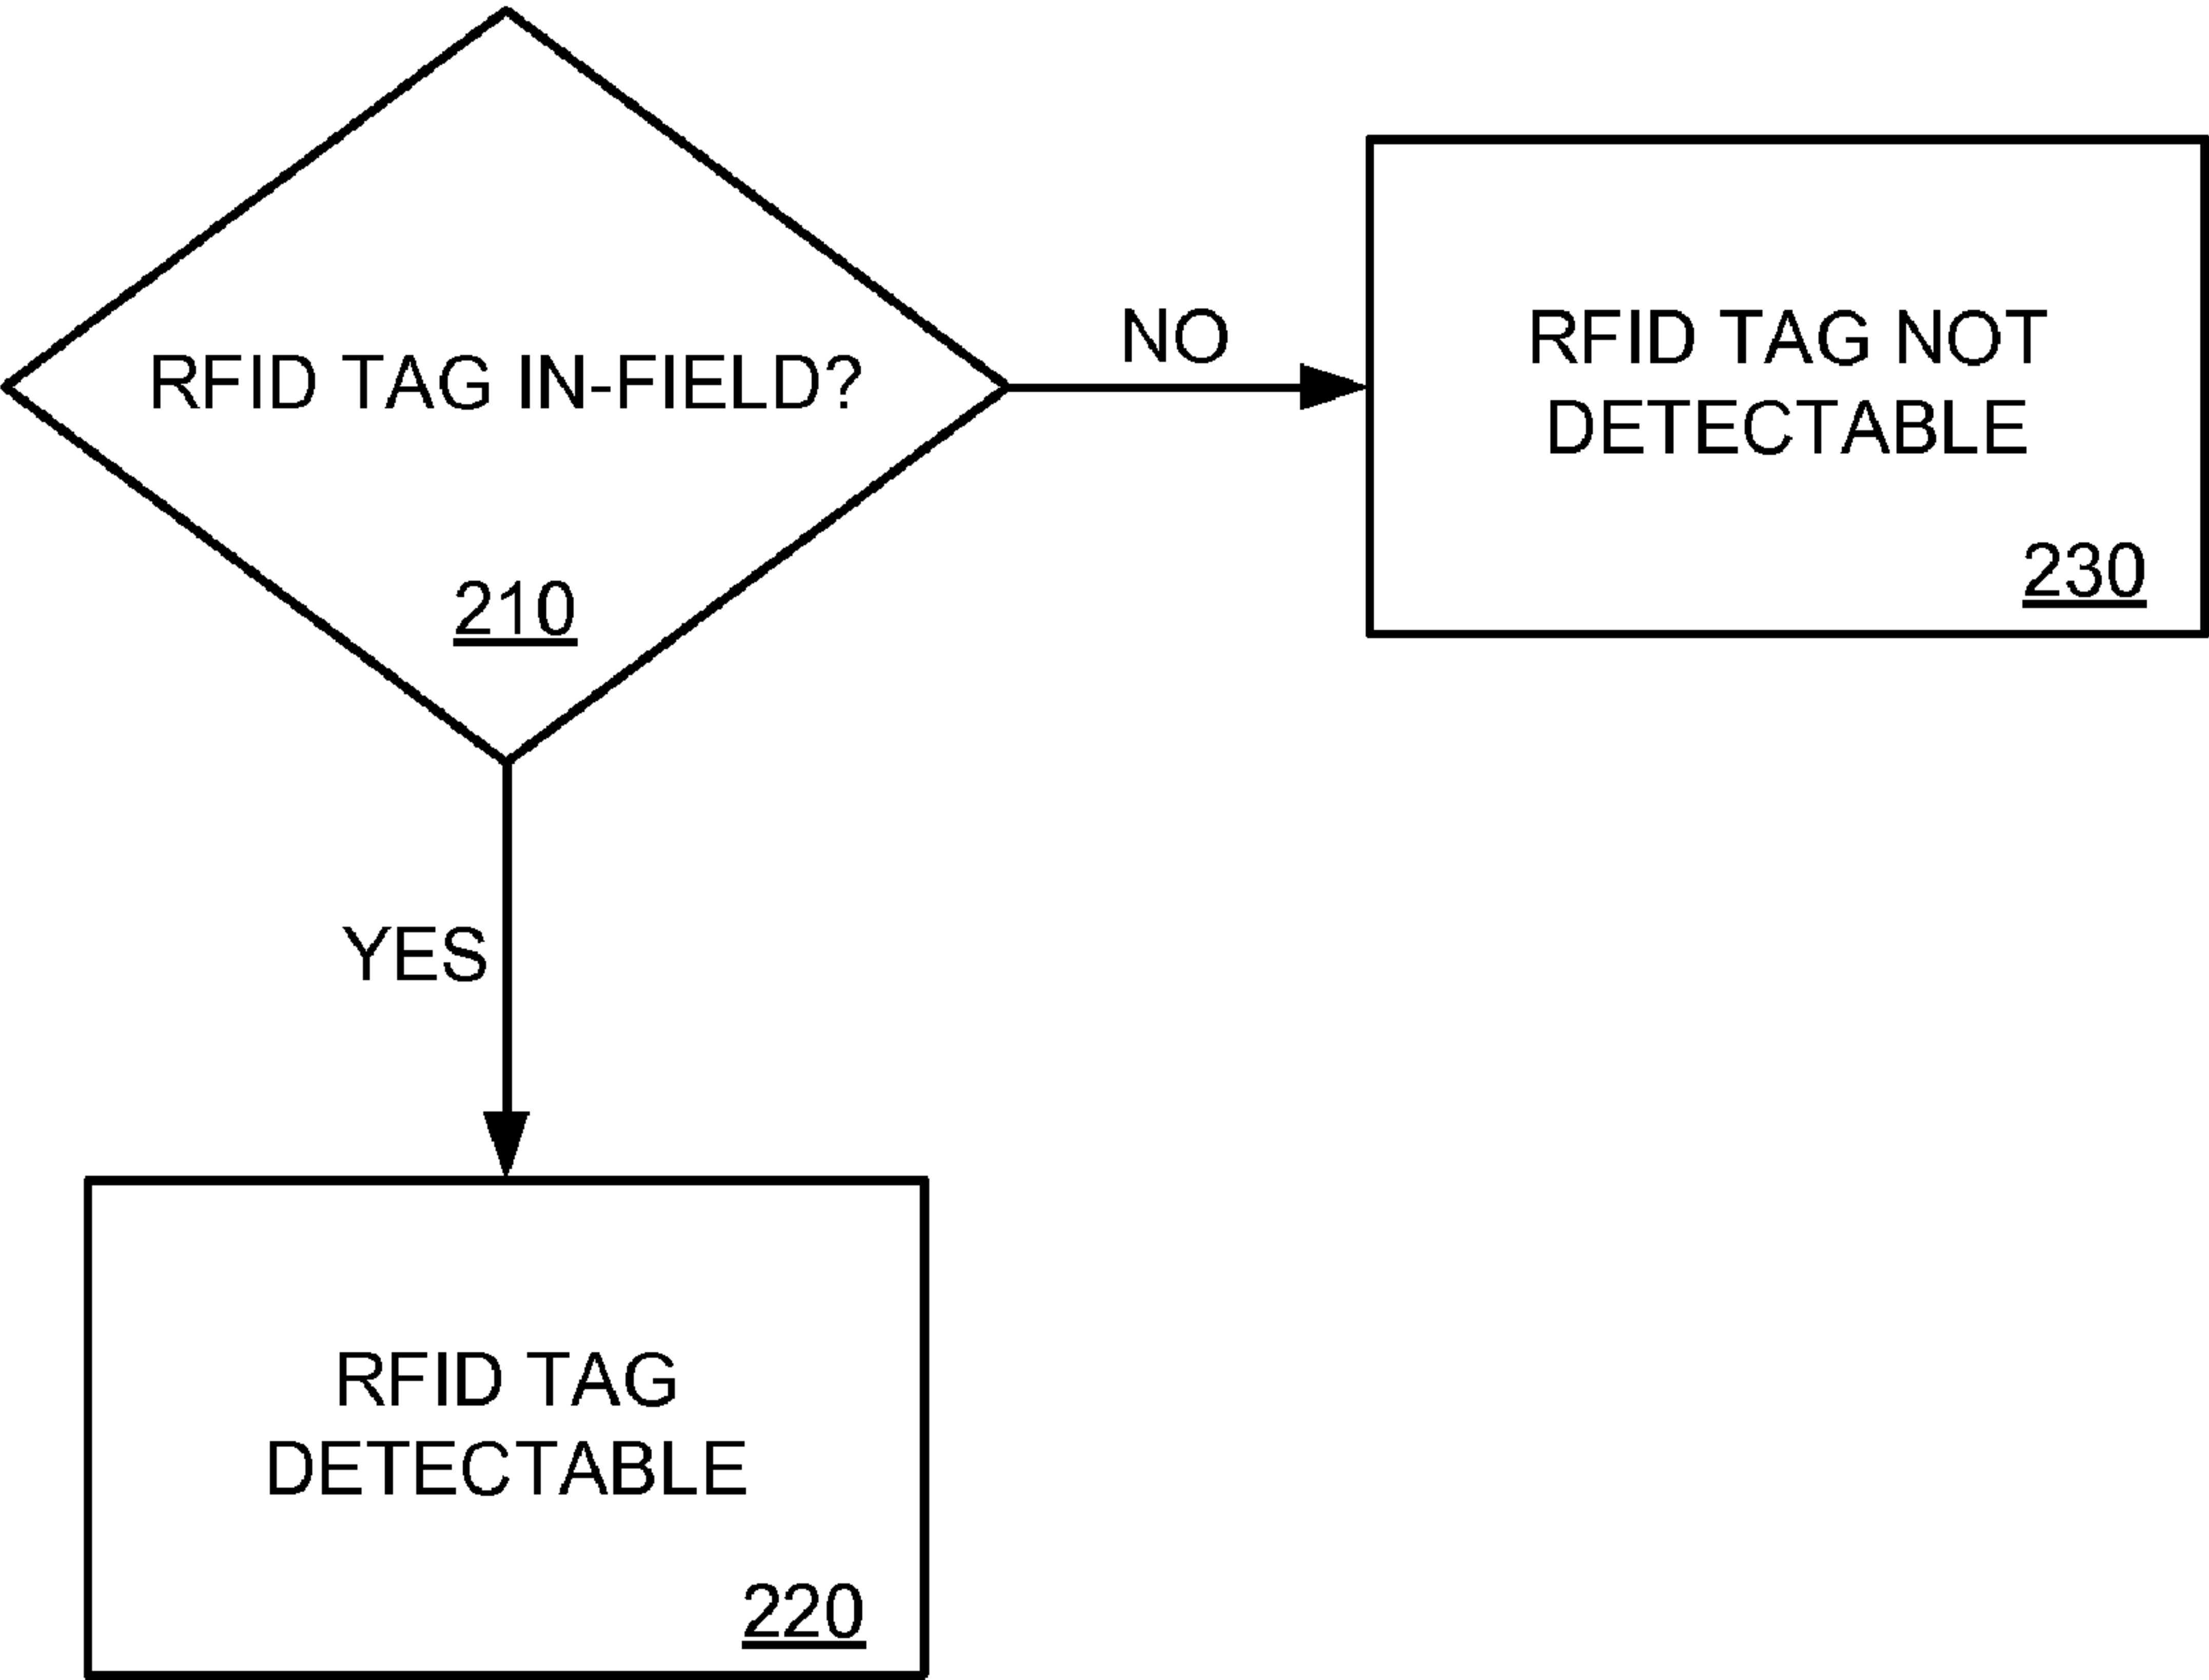 RFID TAG IN-FIELD?
210
NO
RFID TAG NOT
DETECTABLE
230
YES
RFID TAG
DETECTABLE
220